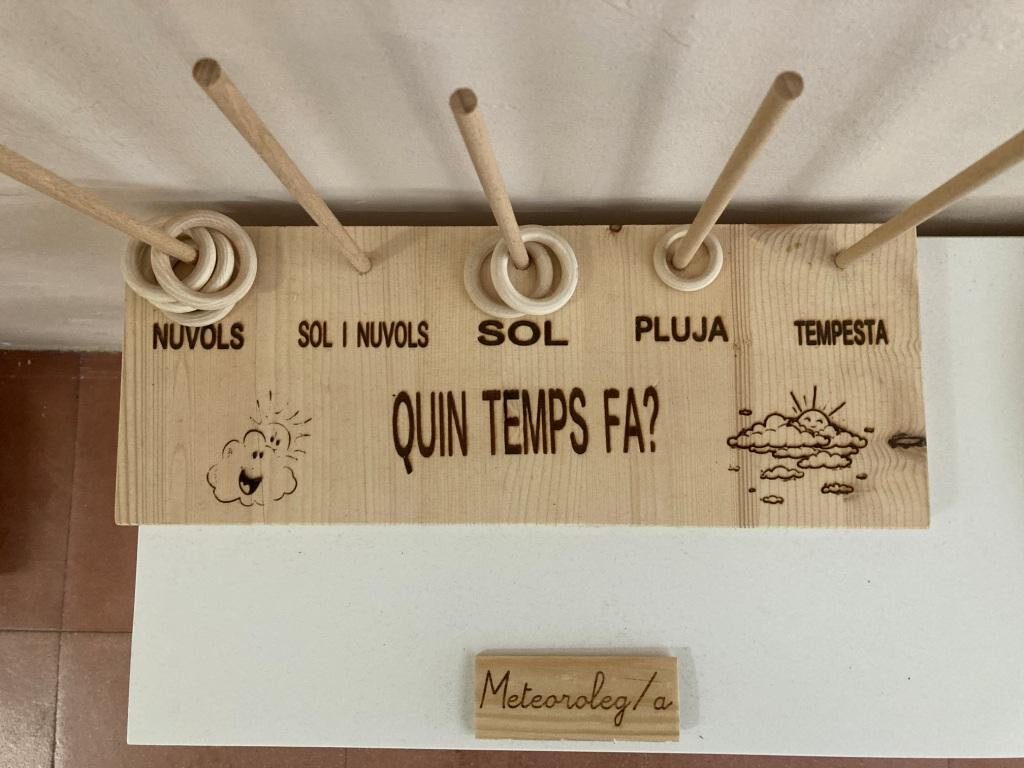 NUVOLS SOL I NUVOLS SOL PLUJA TEMPESTA
QUIN TEMPS FA?
Meteoroleg/a